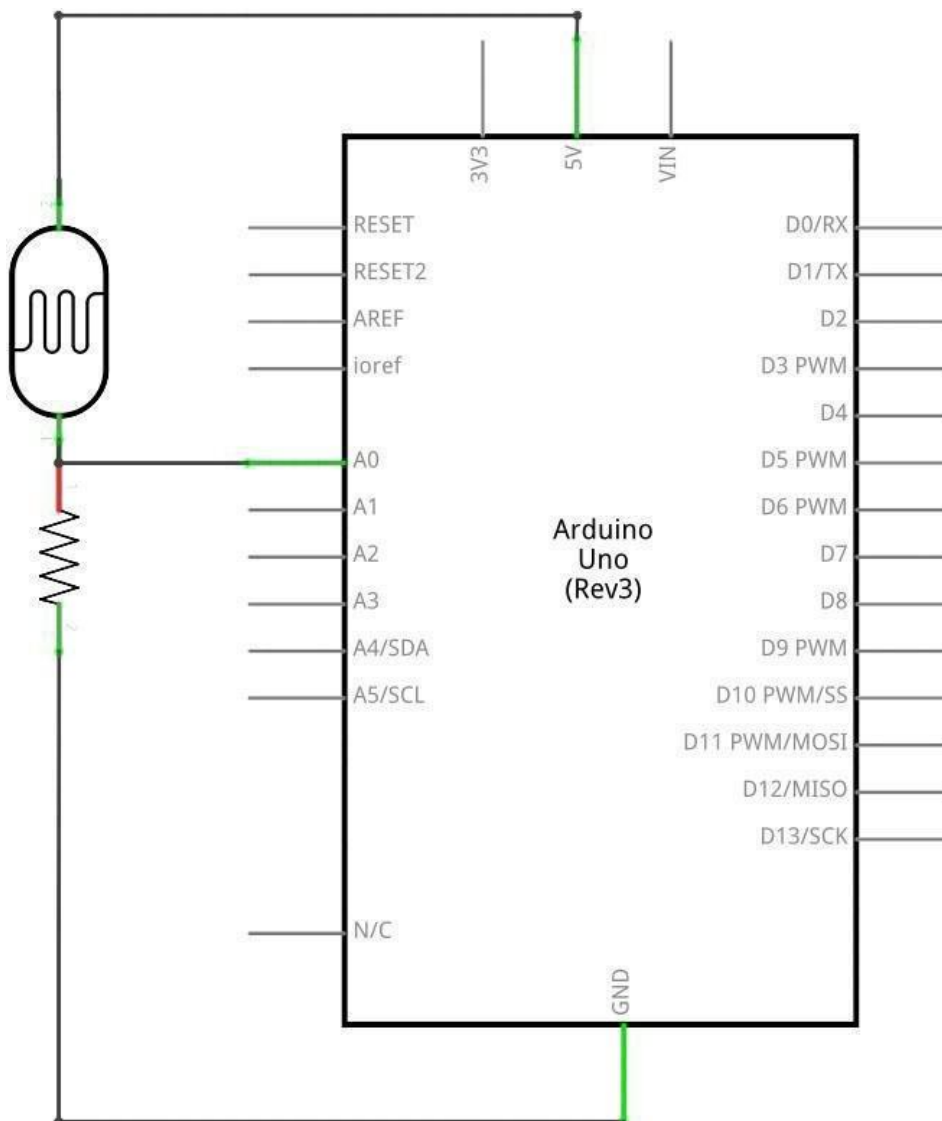 3V3
5V
VIN
RESET
RESET2
AREF
ioref
A0
A1
A2
A3
A4/SDA
A5/SCL
N/C
D0/RX
D1/TX
D2
D3 PWM
D4
D5 PWM
D6 PWM
D7
D8
D9 PWM
D10 PWM/SS
D11 PWM/MOSI
D12/MISO
D13/SCK
Arduino
Uno
(Rev3)
GND